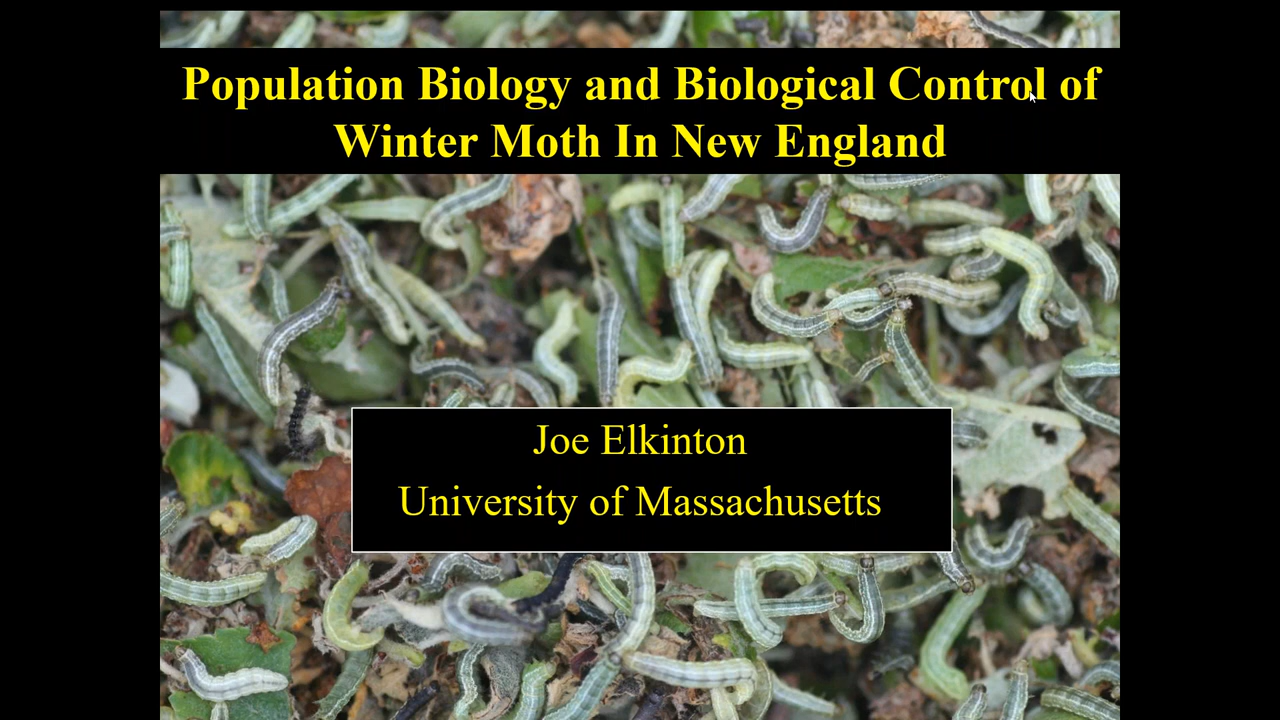 Population Biology and Biological Control of
Winter Moth In New England
Joe Elkinton
University of Massachusetts